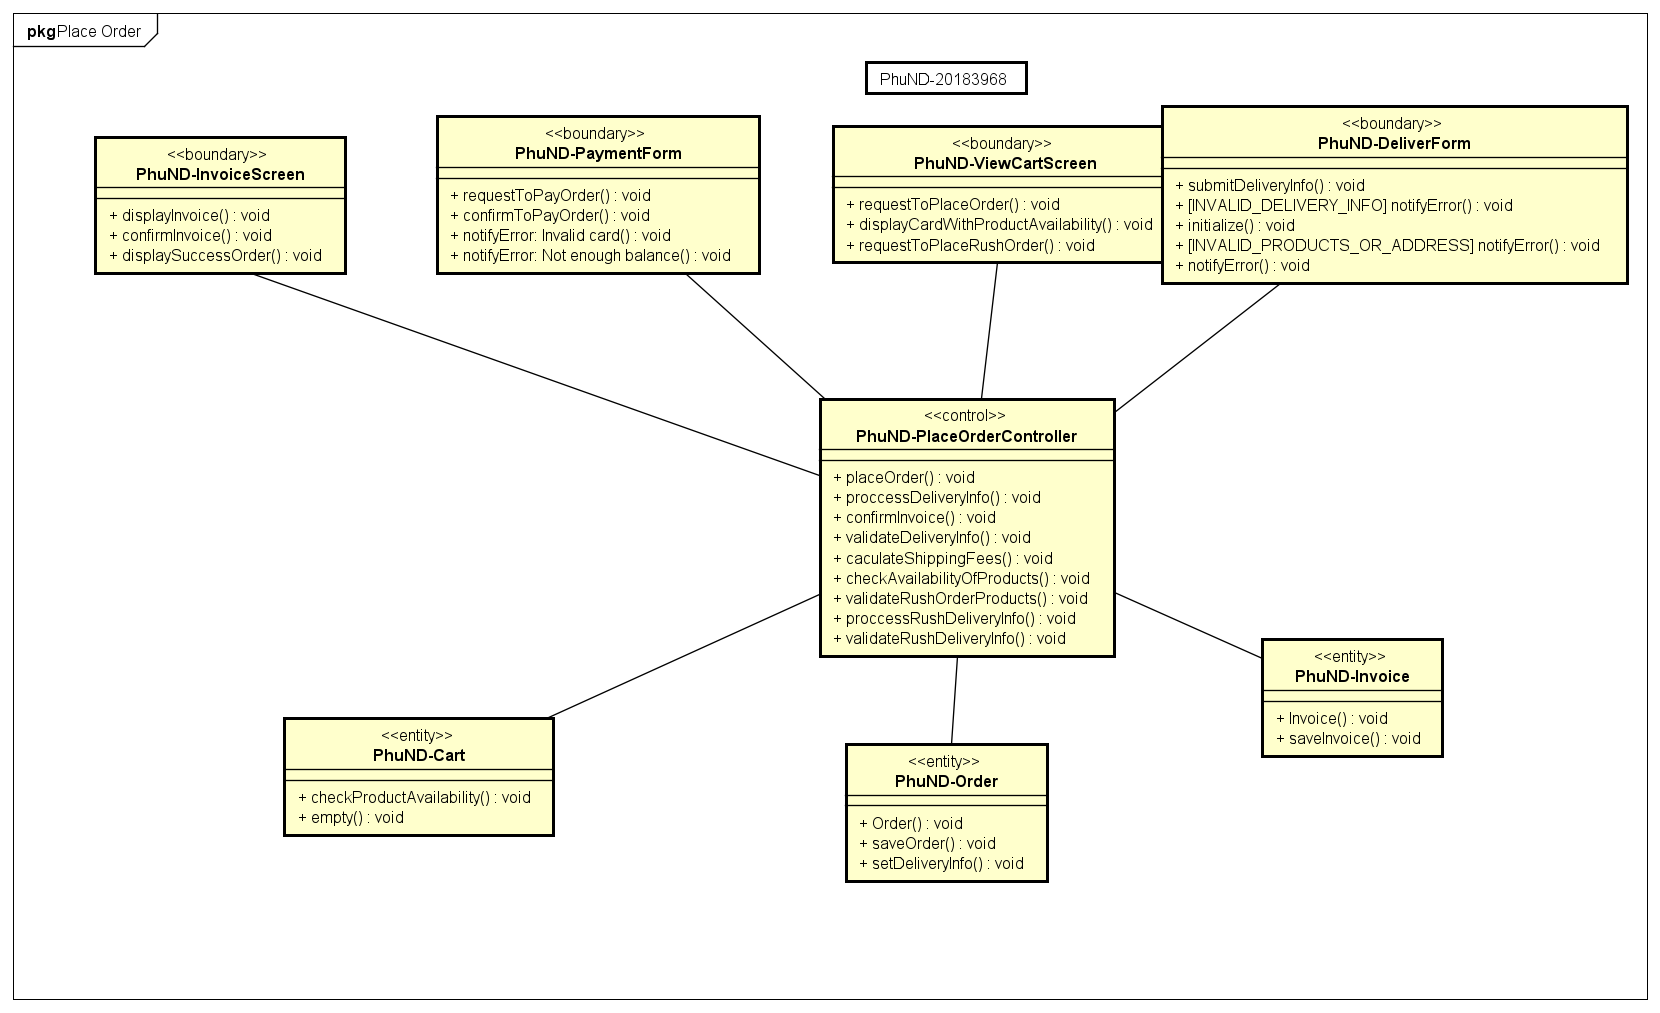 pkg Place Order
PhuND-20183968
<<boundary>>
PhuND-InvoiceScreen
+ displayInvoice() : void
+ confirmInvoice() : void
+ displaySuccessOrder() : void
<<boundary>>
PhuND-PaymentForm
+ requestToPayOrder() : void
+ confirmToPayOrder() : void
+ notifyError: Invalid card() : void
+ notifyError: Not enough balance() : void
<<boundary>>
PhuND-ViewCartScreen
+ requestToPlaceOrder() : void
+ displayCardWithProductAvailability() : void
+ requestToPlaceRushOrder() : void
<<boundary>>
PhuND-DeliverForm
+ submitDeliveryInfo() : void
+ [INVALID_DELIVERY_INFO] notifyError() : void
+ initialize() : void
+ [INVALID_PRODUCTS_OR_ADDRESS] notifyError() : void
+ notifyError() : void
<<control>>
PhuND-PlaceOrderController
+ placeOrder() : void
+ proccessDeliveryInfo() : void
+ confirmInvoice() : void
+ validateDeliveryInfo() : void
+ caculateShippingFees() : void
+ checkAvailabilityOfProducts() : void
+ validateRushOrderProducts() : void
+ proccessRushDeliveryInfo() : void
+ validateRushDeliveryInfo() : void
<<entity>>
PhuND-Cart
+ checkProductAvailability() : void
+ empty() : void
<<entity>>
PhuND-Order
+ Order() : void
+ saveOrder() : void
+ setDeliveryInfo() : void
<<entity>>
PhuND-Invoice
+ Invoice() : void
+ saveInvoice() : void